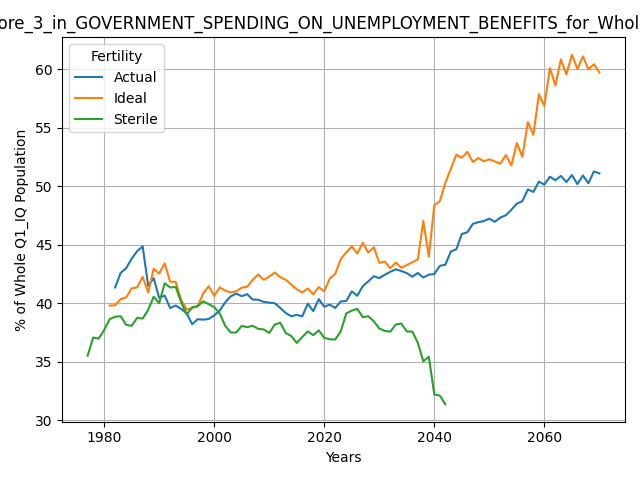 ore_3_in_GOVERNMENT_SPENDING_ON_UNEMPLOYMENT_BENEFITS_for_Whol
Fertility
Actual
Ideal
Sterile
% of Whole Q1_IQ Population
60
55
50
45
40
35
30
1980 2000 2020 2040 2060
Years